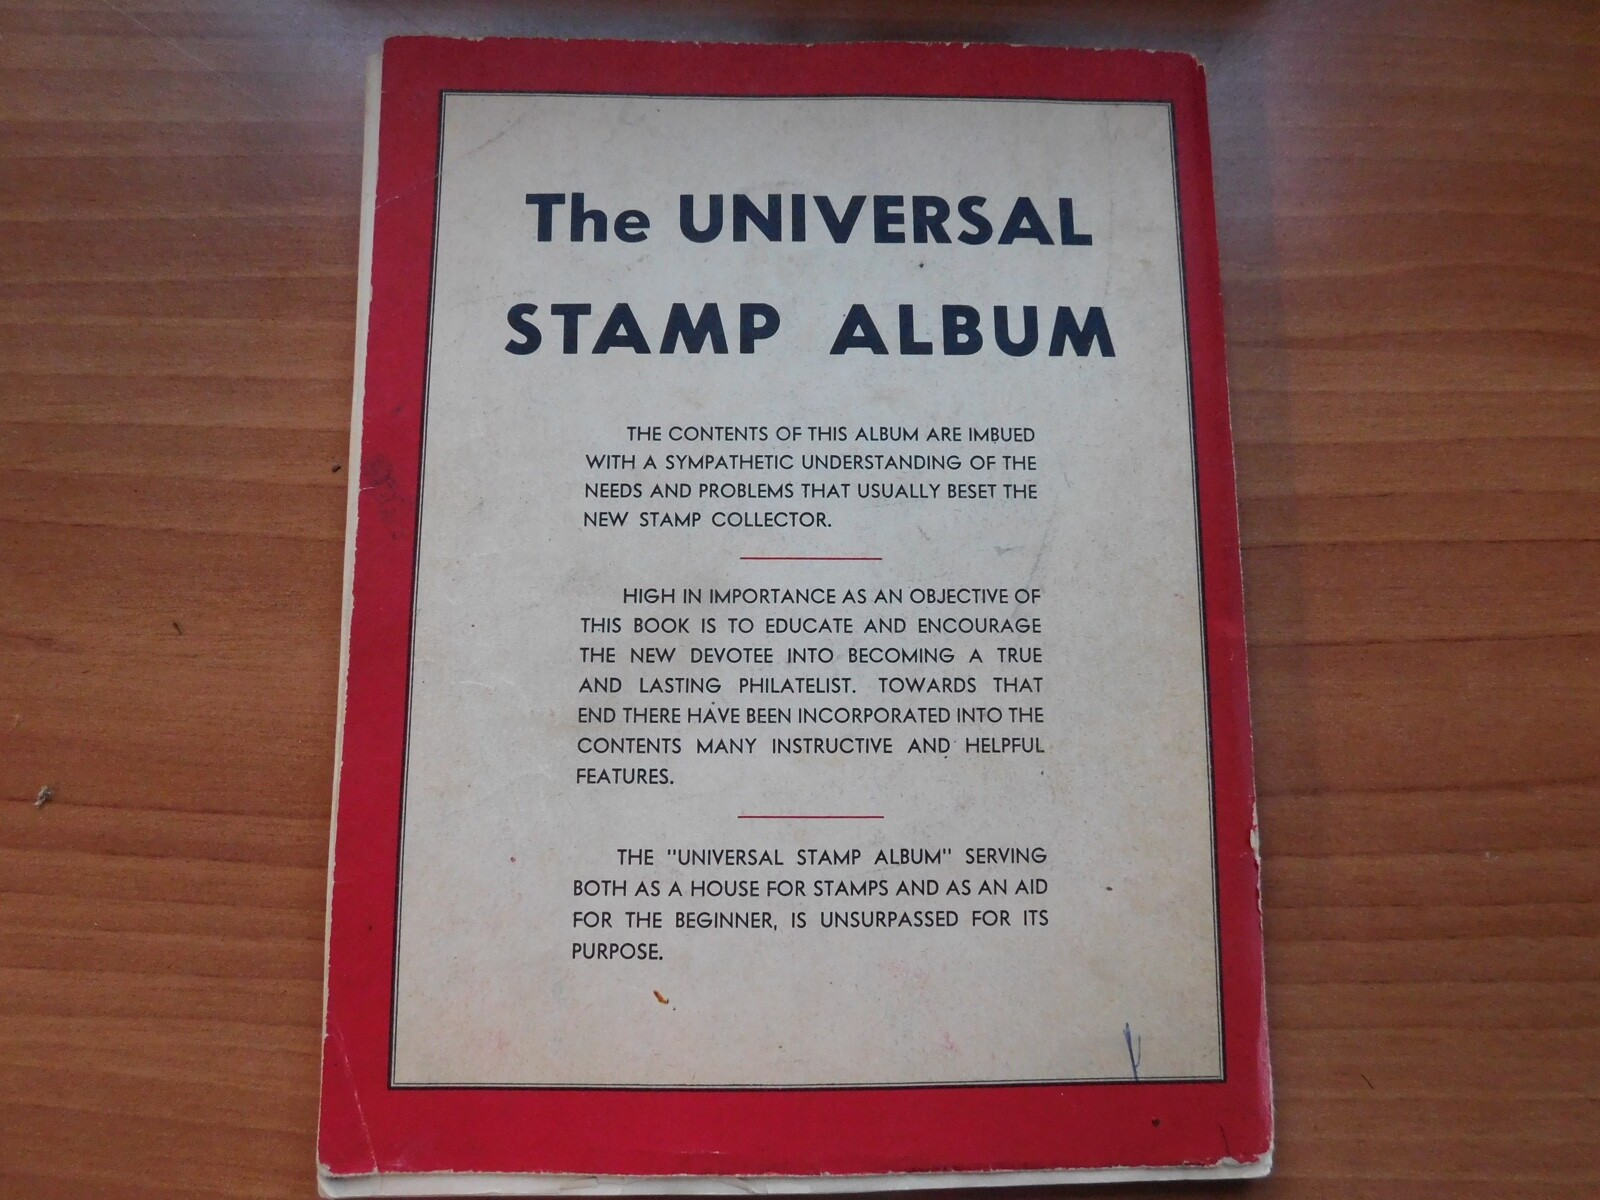 The UNIVERSAL
STAMP ALBUM
THE CONTENTS OF THIS ALBUM ARE IMBUED
WITH A SYMPATHETIC UNDERSTANDING OF THE
NEEDS AND PROBLEMS THAT USUALLY BESET THE
NEW STAMP COLLECTOR.
HIGH IN IMPORTANCE AS AN OBJECTIVE OF
THIS BOOK IS TO EDUCATE AND ENCOURAGE
THE NEW DEVOTEE INTO BECOMING A TRUE
AND LASTING PHILATELIST. TOWARDS THAT
END THERE HAVE BEEN INCORPORATED INTO THE
CONTENTS MANY INSTRUCTIVE AND HELPFUL
FEATURES.
THE "UNIVERSAL STAMP ALBUM" SERVING
BOTH AS A HOUSE FOR STAMPS AND AS AN AID
FOR THE BEGINNER, IS UNSURPASSED FOR ITS
PURPOSE.